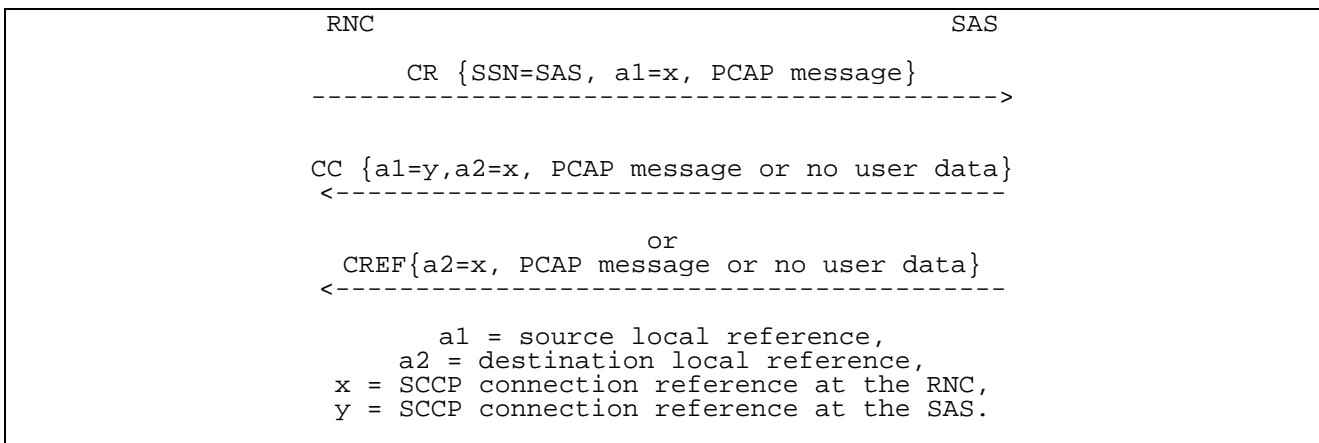 RNC SAS
CR {SSN=SAS, a1=x, PCAP message}
------------------------------------------->
CC {a1=y,a2=x, PCAP message or no user data}
<------------------------------------------
or
CREF{a2=x, PCAP message or no user data}
<------------------------------------------
a1 = source local reference,
a2 = destination local reference,
x = SCCP connection reference at the RNC,
y = SCCP connection reference at the SAS.